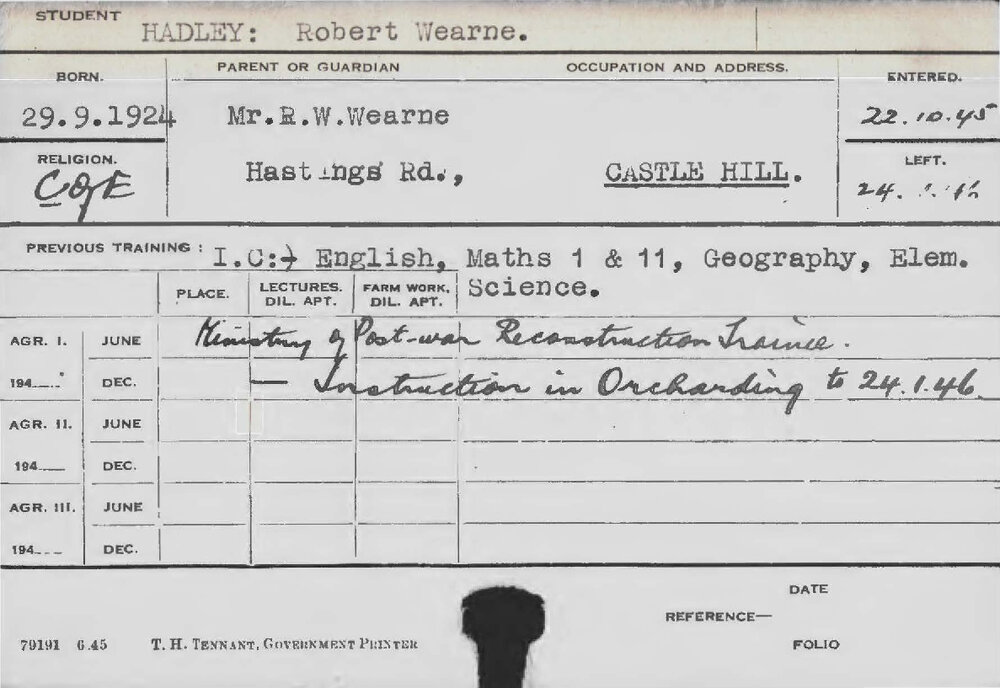 STUDENT
HADLEY: Robert Wearne.
BORN. PARENT OR GUARDIAN OCCUPATION AND ADDRESS. ENTERED.
29.9.1924 Mr.R.W.Wearne 22.10.45
RELIGION. Hastings Rd., CASTLE HILL. LEFT.
C of E 24.1.46
PREVIOUS TRAINING : I.C:- English, Maths 1 & 11, Geography, Elem.
PLACE. LECTURES. DIL. APT. FARM WORK. DIL. APT. Science.
AGR. I. JUNE Ministry of Post-war Reconstruction Trainee.
194 DEC. — Instruction in Orcharding to 24.1.46
AGR. II. JUNE
194 DEC.
AGR. III. JUNE
194 DEC.
DATE
REFERENCE—
79191 6.45 T. H. TENNANT, GOVERNMENT PRINTER FOLIO